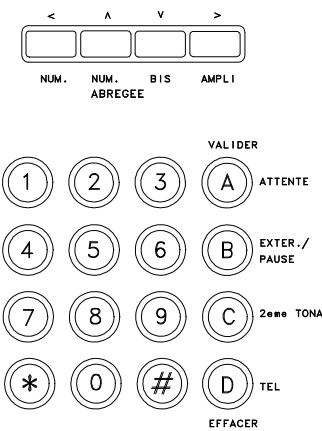 < ʌ v >
NUM. NUM. ABREGEE BIS AMPLI
VALIDER
1 2 3 A ATTENTE
4 5 6 B EXTER./
PAUSE
7 8 9 C 2eme TONA
* 0 # D TEL
EFFACER